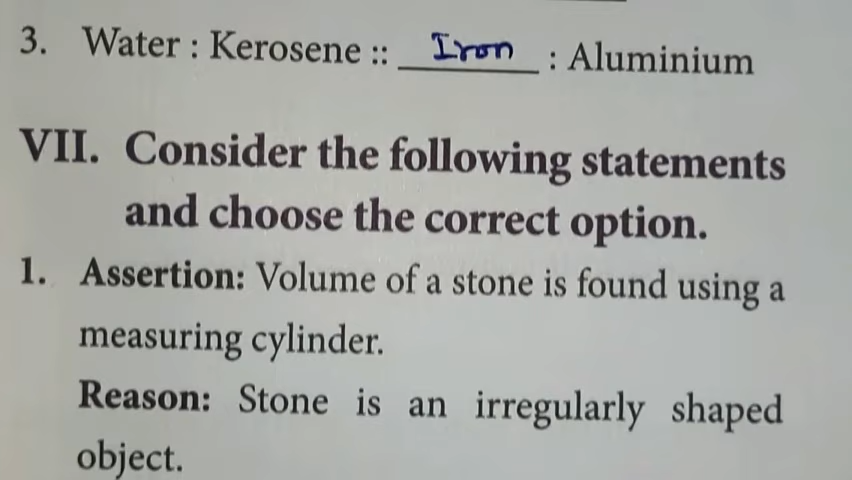 3. Water : Kerosene :: Iron : Aluminium
VII. Consider the following statements
and choose the correct option.
1. Assertion: Volume of a stone is found using a
measuring cylinder.
Reason: Stone is an irregularly shaped
object.